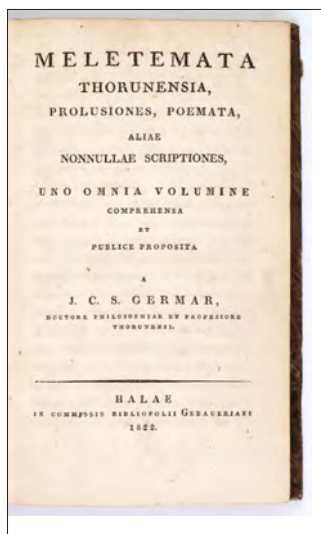 MELETEMATA
THORUNENSIA,
PROLUSIONES, POEMATA,
ALIAE
NONNULLAE SCRIPTIONES,
UNO OMNIA VOLUMINE
COMPREHENSA
ET
PUBLICE PROPOSITA
A
J. C. S. GERMAR,
DOCTORE PHILOSOPHIAE ET PROFESSORE
THORUNENSI.
HALAE
IN COMMISSIS BIBLIOPOLII GEBAUERIANI
1822.